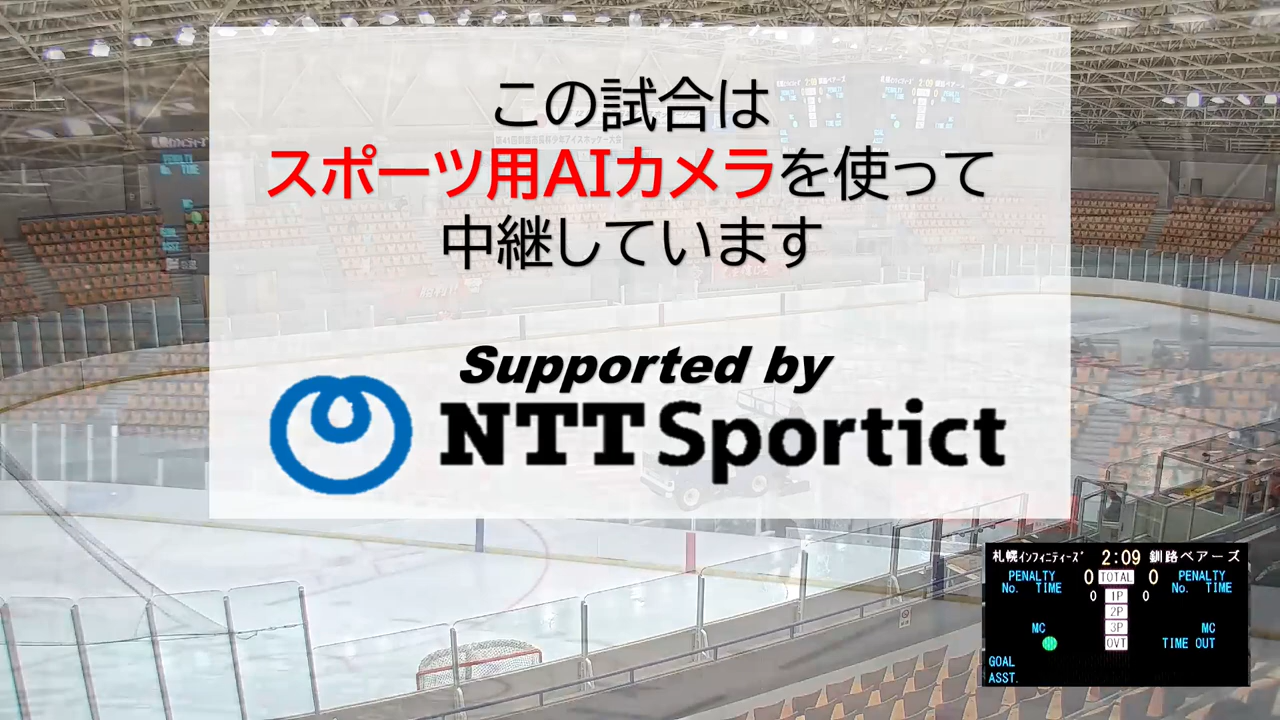 この試合は
スポーツ用AIカメラを使って
中継しています
Supported by
NTT Sportict
札幌インフィニティーズ 2:09 釧路ベアーズ
PENALTY 0 TOTAL 0 PENALTY
No. TIME No. TIME
0 1P 0
2P
MC 3P MC
OVT TIME OUT
GOAL
ASST.